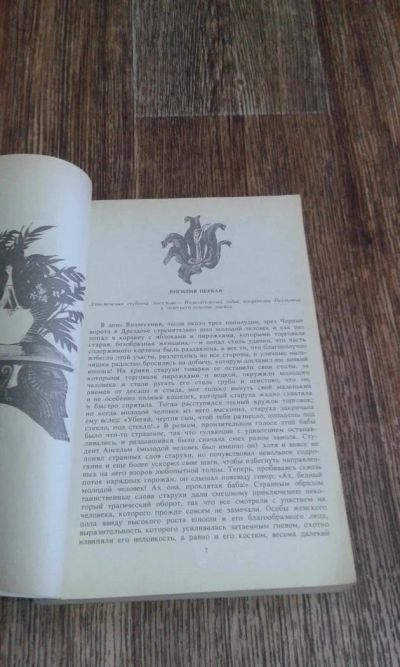 ВИГИЛИЯ ПЕРВАЯ
Злоключения студента Ансельма.— Пользительный табак конректора Паульмана
и золотисто-зеленые змейки.
В день Вознесения, часов около трех пополудни, чрез Черные
ворота в Дрездене стремительно шел молодой человек и как раз
попал в корзину с яблоками и пирожками, которыми торговала
старая, безобразная женщина,— и попал столь удачно, что часть
содержимого корзины была раздавлена, а все то, что благополучно
избегло этой участи, разлетелось во все стороны, и уличные маль-
чишки радостно бросились на добычу, которую доставил им ловкий
юноша! На крики старухи товарки ее оставили свои столы, за
которыми торговали пирожками и водкой, окружили молодого
человека и стали ругать его столь грубо и неистово, что он,
онемев от досады и стыда, мог только вынуть свой маленький
и не особенно полный кошелек, который старуха жадно схватила
и быстро спрятала. Тогда расступился тесный кружок торговок;
но когда молодой человек из него выскочил, старуха закричала
ему вслед: «Убегай, чертов сын, чтоб тебя разнесло; попадешь под
стекло, под стекло!..» В резком, пронзительном голосе этой бабы
было что-то страшное, так что гуляющие с удивлением останав-
ливались, и раздавшийся было сначала смех разом замолк. Сту-
дент Ансельм (молодой человек был именно он) хотя и вовсе не
понял странных слов старухи, но почувствовал невольное содро-
гание и еще более ускорил свои шаги, чтобы избегнуть направлен-
ных на него взоров любопытной толпы. Теперь, пробиваясь сквозь
поток нарядных горожан, он слышал повсюду говор: «Ах, бедный
молодой человек! Ах она, проклятая баба!» Странным образом
таинственные слова старухи дали смешному приключению неко-
торый трагический оборот, так что все смотрели с участием на
человека, которого прежде совсем не замечали. Особы женского
пола ввиду высокого роста юноши и его благообразного лица,
выразительность которого усиливалась затаенным гневом, охотно
извиняли его неловкость, а равно и его костюм, весьма далекий
7